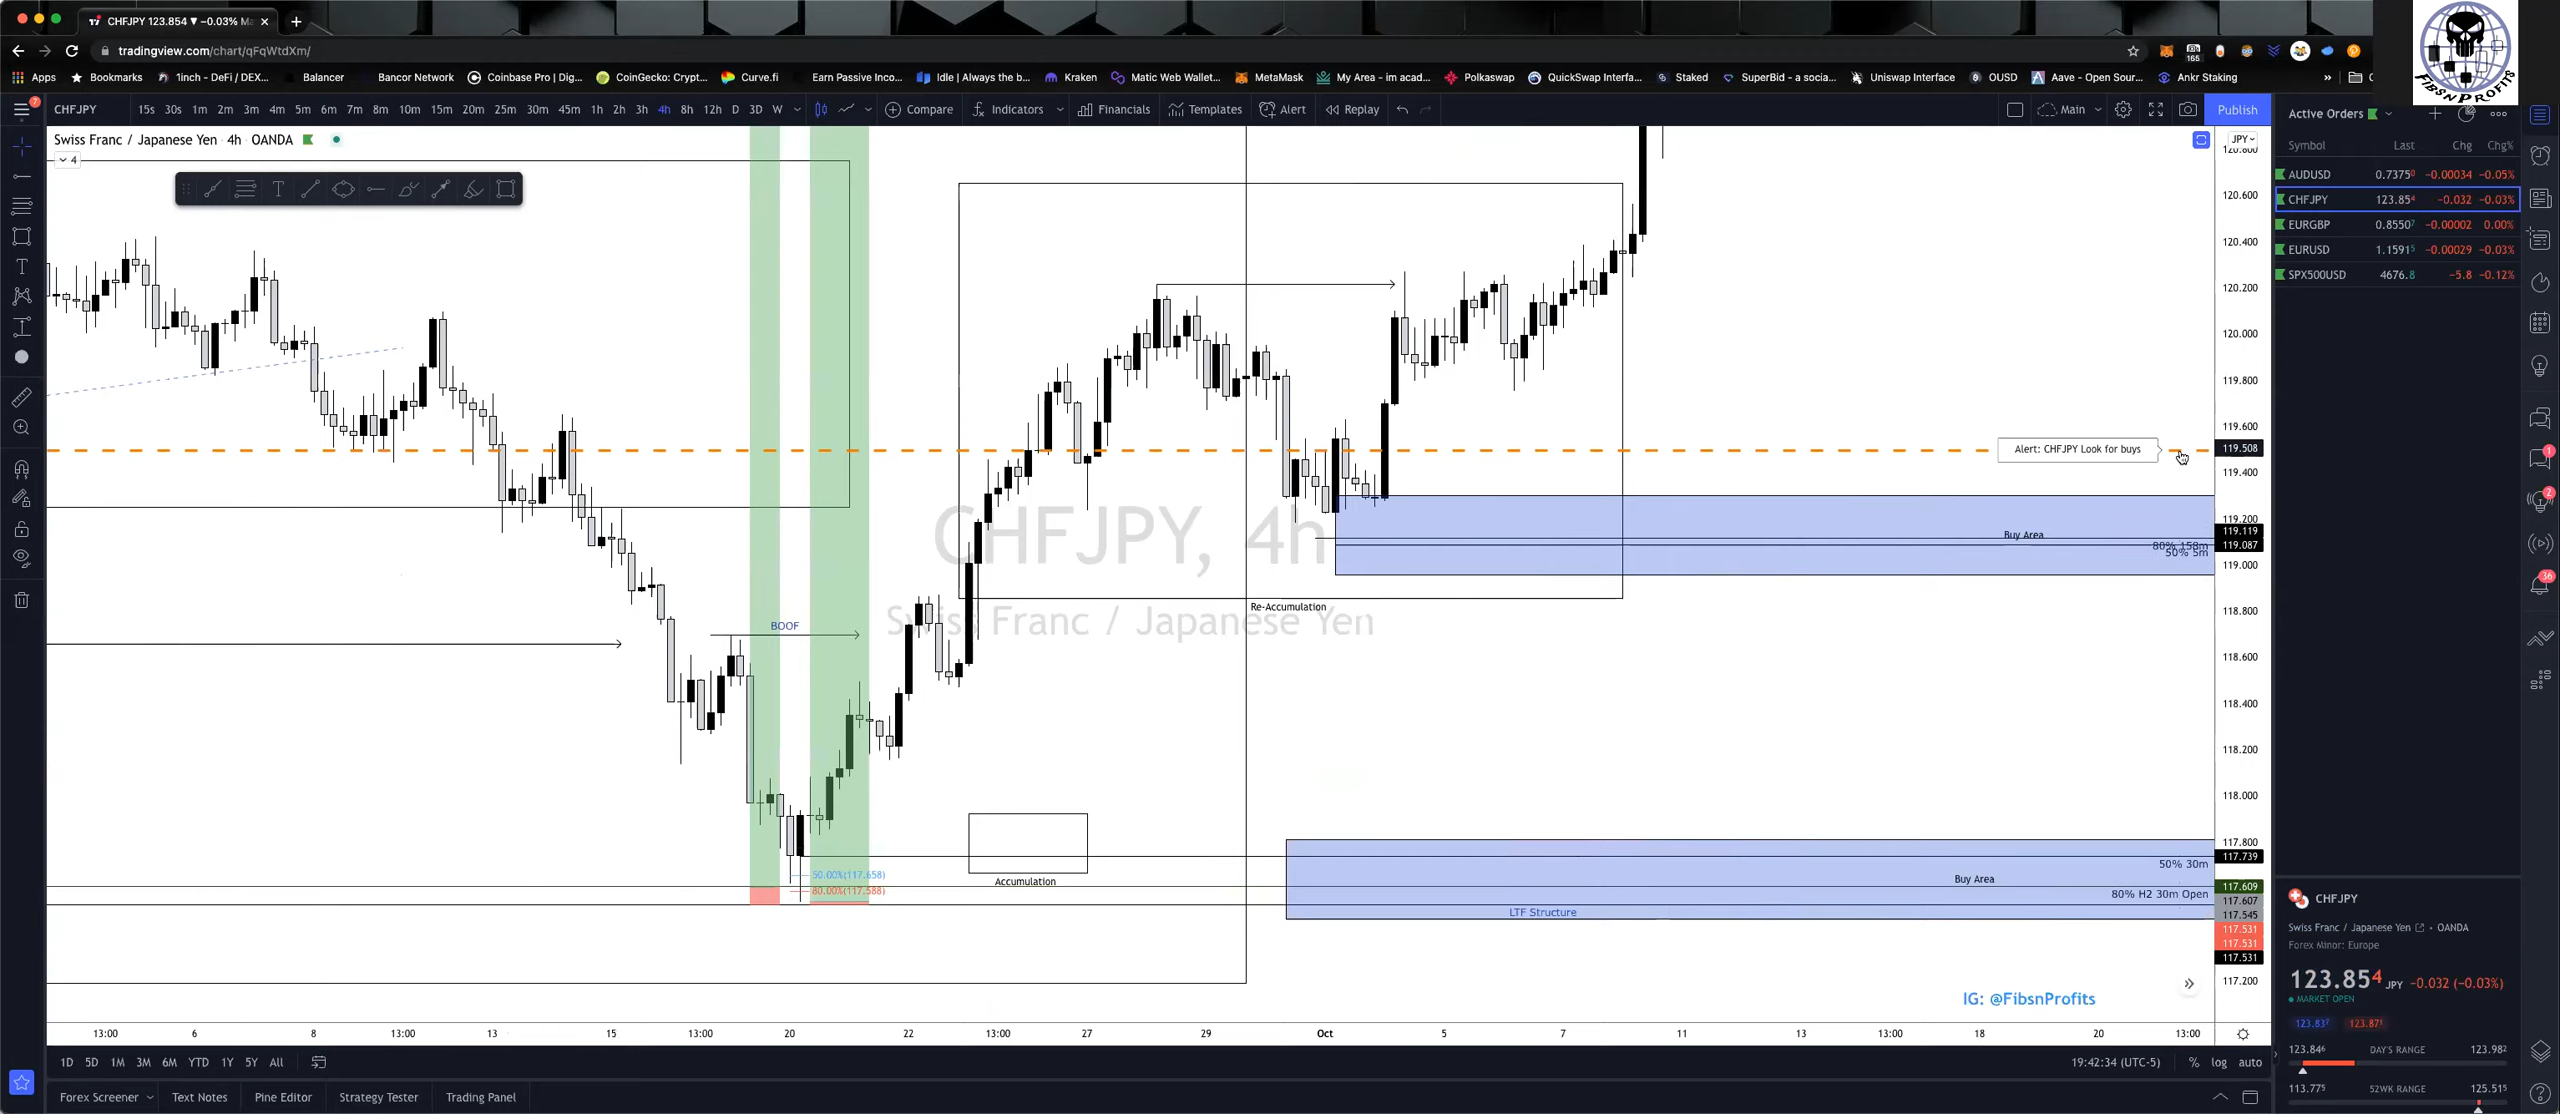 CHFJPY 123.854 ▼ −0.03% Ma
tradingview.com/chart/qFqWtdXm/
165
Apps Bookmarks 1inch - DeFi / DEX... Balancer Bancor Network Coinbase Pro | Dig... CoinGecko: Crypt... Curve.fi Earn Passive Inco... Idle | Always the b... Kraken Matic Web Wallet... MetaMask My Area - im acad... Polkaswap QuickSwap Interfa... Staked SuperBid - a socia... Uniswap Interface OUSD Aave - Open Sour... Ankr Staking » C
FIBSNPROFITS
7
CHFJPY 15s 30s 1m 2m 3m 4m 5m 6m 7m 8m 10m 15m 20m 25m 30m 45m 1h 2h 3h 4h 8h 12h D 3D W Compare Indicators Financials Templates Alert Replay Main Publish
Swiss Franc / Japanese Yen 4h OANDA
4
JPY
120.800
120.600
120.400
120.200
120.000
119.800
119.600
119.508
119.400
119.200
119.119
119.087
119.000
118.800
118.600
118.400
118.200
118.000
117.800
117.739
117.609
117.607
117.545
117.531
117.531
117.531
117.200
Alert: CHFJPY Look for buys
CHFJPY, 4h
Swiss Franc / Japanese Yen
Buy Area
80% 158m
50% 5m
Re-Accumulation
BOOF
50.00%(117.658)
80.00%(117.588)
Accumulation
50% 30m
Buy Area
80% H2 30m Open
LTF Structure
IG: @FibsnProfits
13:00 6 8 13:00 13 15 13:00 20 22 13:00 27 29 Oct 5 7 11 13 13:00 18 20 13:00
1D 5D 1M 3M 6M YTD 1Y 5Y All
19:42:34 (UTC-5) % log auto
Forex Screener Text Notes Pine Editor Strategy Tester Trading Panel
Active Orders
Symbol Last Chg Chg%
AUDUSD 0.73750 −0.00034 −0.05%
CHFJPY 123.854 −0.032 −0.03%
EURGBP 0.85507 −0.00002 0.00%
EURUSD 1.15915 −0.00029 −0.03%
SPX500USD 4676.8 −5.8 −0.12%
1
2
36
CHFJPY
Swiss Franc / Japanese Yen • OANDA
Forex Minor: Europe
123.854 JPY −0.032 (−0.03%)
MARKET OPEN
123.837 123.871
123.846 DAY'S RANGE 123.982
113.775 52WK RANGE 125.515